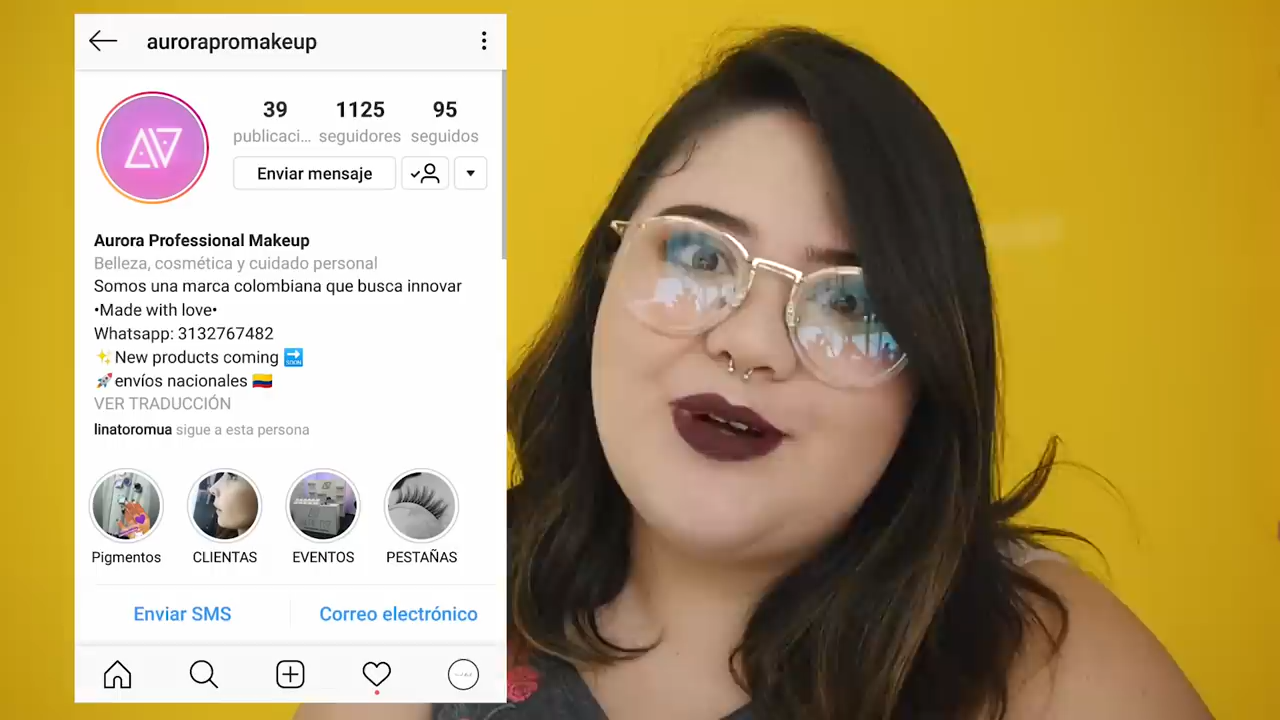 aurorapromakeup
39 1125 95
publicaci... seguidores seguidos
Enviar mensaje
Aurora Professional Makeup
Belleza, cosmética y cuidado personal
Somos una marca colombiana que busca innovar
•Made with love•
Whatsapp: 3132767482
✨New products coming 🔜
🚀envíos nacionales 🇨🇴
VER TRADUCCIÓN
linatoromua sigue a esta persona
Pigmentos CLIENTAS EVENTOS PESTAÑAS
Enviar SMS Correo electrónico